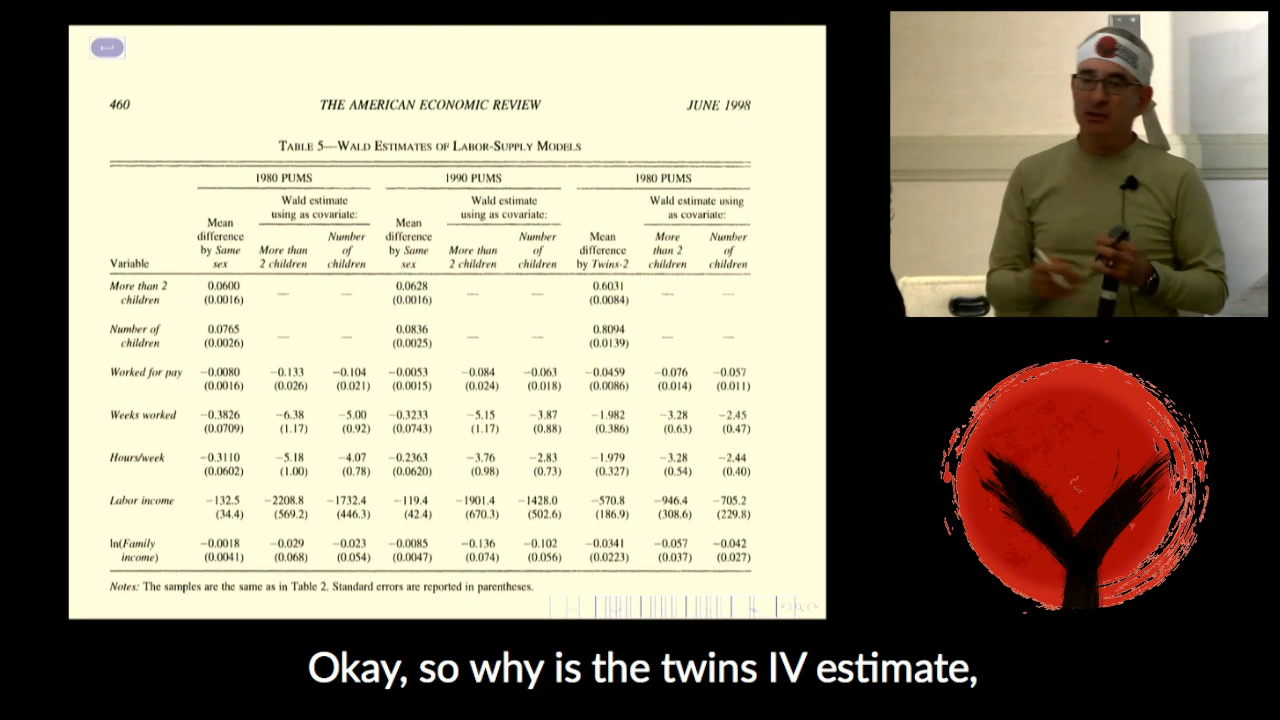 460 THE AMERICAN ECONOMIC REVIEW JUNE 1998
TABLE 5—WALD ESTIMATES OF LABOR-SUPPLY MODELS
1980 PUMS 1990 PUMS 1980 PUMS
Wald estimate Wald estimate Wald estimate using
Mean using as covariate: Mean using as covariate: as covariate:
difference Number difference Number Mean More Number
by Same More than of by Same More than of difference than 2 of
Variable sex 2 children children sex 2 children children by Twins-2 children children
More than 2 0.0600 — — 0.0628 — — 0.6031 — —
children (0.0016) (0.0016) (0.0084)
Number of 0.0765 — — 0.0836 — — 0.8094 — —
children (0.0026) (0.0025) (0.0139)
Worked for pay −0.0080 −0.133 −0.104 −0.0053 −0.084 −0.063 −0.0459 −0.076 −0.057
(0.0016) (0.026) (0.021) (0.0015) (0.024) (0.018) (0.0086) (0.014) (0.011)
Weeks worked −0.3826 −6.38 −5.00 −0.3233 −5.15 −3.87 −1.982 −3.28 −2.45
(0.0709) (1.17) (0.92) (0.0743) (1.17) (0.88) (0.386) (0.63) (0.47)
Hours/week −0.3110 −5.18 −4.07 −0.2363 −3.76 −2.83 −1.979 −3.28 −2.44
(0.0602) (1.00) (0.78) (0.0620) (0.98) (0.73) (0.327) (0.54) (0.40)
Labor income −132.5 −2208.8 −1732.4 −119.4 −1901.4 −1428.0 −570.8 −946.4 −705.2
(34.4) (569.2) (446.3) (42.4) (670.3) (502.6) (186.9) (308.6) (229.8)
ln(Family −0.0018 −0.029 −0.023 −0.0085 −0.136 −0.102 −0.0341 −0.057 −0.042
income) (0.0041) (0.068) (0.054) (0.0047) (0.074) (0.056) (0.0223) (0.037) (0.027)
Notes: The samples are the same as in Table 2. Standard errors are reported in parentheses.
Okay, so why is the twins IV estimate,